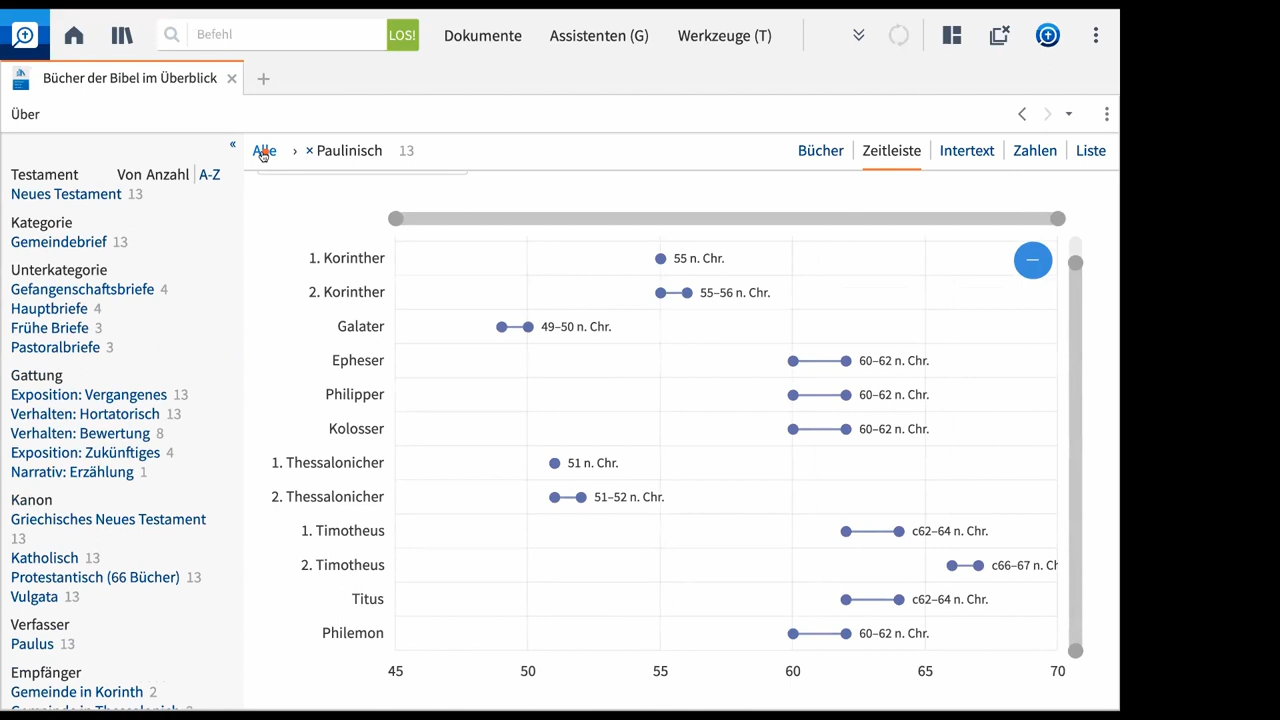 Befehl LOS! Dokumente Assistenten (G) Werkzeuge (T)
Bücher der Bibel im Überblick
Über
Alle › × Paulinisch 13 Bücher Zeitleiste Intertext Zahlen Liste
«
Testament Von Anzahl A-Z
Neues Testament 13
Kategorie
Gemeindebrief 13
Unterkategorie
Gefangenschaftsbriefe 4
Hauptbriefe 4
Frühe Briefe 3
Pastoralbriefe 3
Gattung
Exposition: Vergangenes 13
Verhalten: Hortatorisch 13
Verhalten: Bewertung 8
Exposition: Zukünftiges 4
Narrativ: Erzählung 1
Kanon
Griechisches Neues Testament
13
Katholisch 13
Protestantisch (66 Bücher) 13
Vulgata 13
Verfasser
Paulus 13
Empfänger
Gemeinde in Korinth 2
1. Korinther 55 n. Chr.
2. Korinther 55–56 n. Chr.
Galater 49–50 n. Chr.
Epheser 60–62 n. Chr.
Philipper 60–62 n. Chr.
Kolosser 60–62 n. Chr.
1. Thessalonicher 51 n. Chr.
2. Thessalonicher 51–52 n. Chr.
1. Timotheus c62–64 n. Chr.
2. Timotheus c66–67 n. Ch
Titus c62–64 n. Chr.
Philemon 60–62 n. Chr.
45 50 55 60 65 70